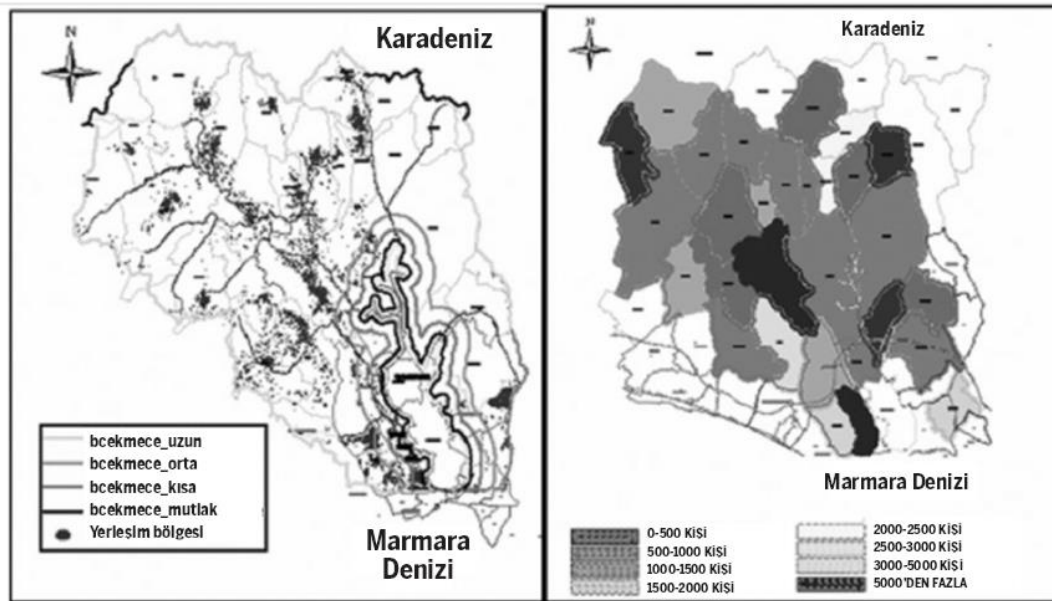 Karadeniz
N
bcekmece_uzun
bcekmece_orta
bcekmece_kısa
bcekmece_mutlak
Yerleşim bölgesi
Marmara
Denizi
Karadeniz
N
Marmara Denizi
0-500 KİŞİ
500-1000 KİŞİ
1000-1500 KİŞİ
1500-2000 KİŞİ
2000-2500 KİŞİ
2500-3000 KİŞİ
3000-5000 KİŞİ
5000'DEN FAZLA